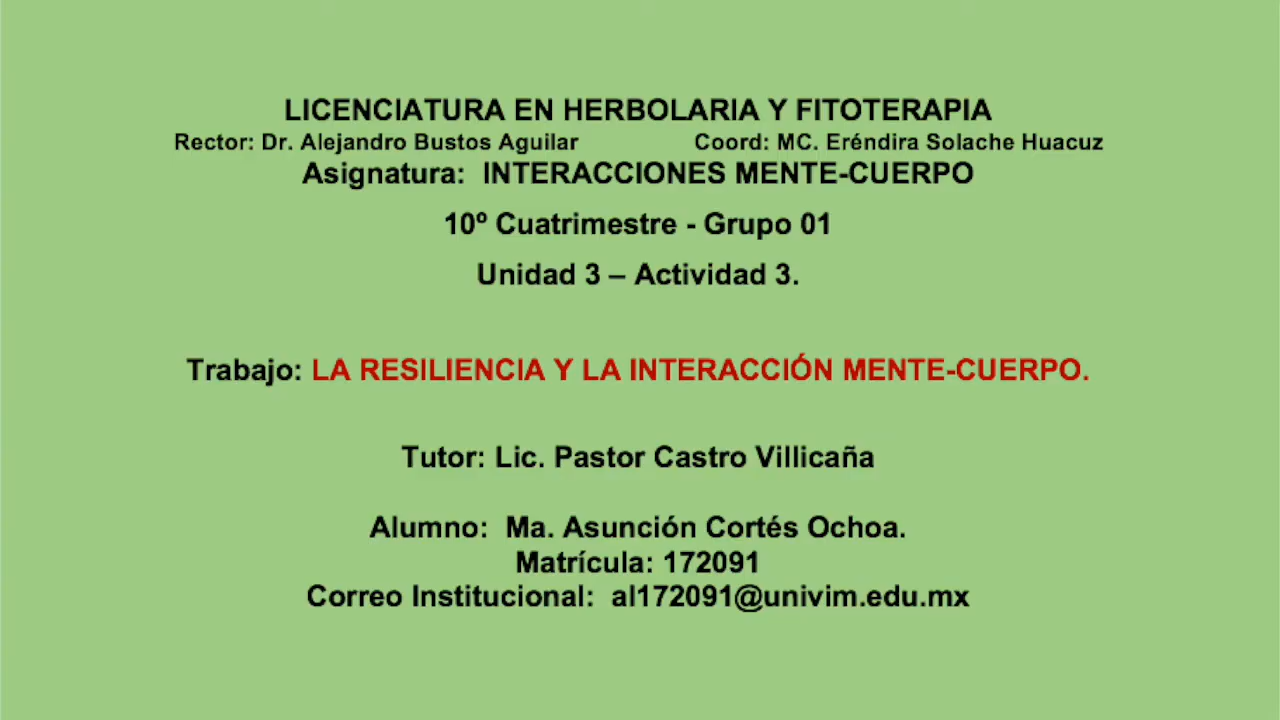 LICENCIATURA EN HERBOLARIA Y FITOTERAPIA
Rector: Dr. Alejandro Bustos Aguilar Coord: MC. Eréndira Solache Huacuz
Asignatura: INTERACCIONES MENTE-CUERPO
10º Cuatrimestre - Grupo 01
Unidad 3 – Actividad 3.
Trabajo: LA RESILIENCIA Y LA INTERACCIÓN MENTE-CUERPO.
Tutor: Lic. Pastor Castro Villicaña
Alumno: Ma. Asunción Cortés Ochoa.
Matrícula: 172091
Correo Institucional: al172091@univim.edu.mx